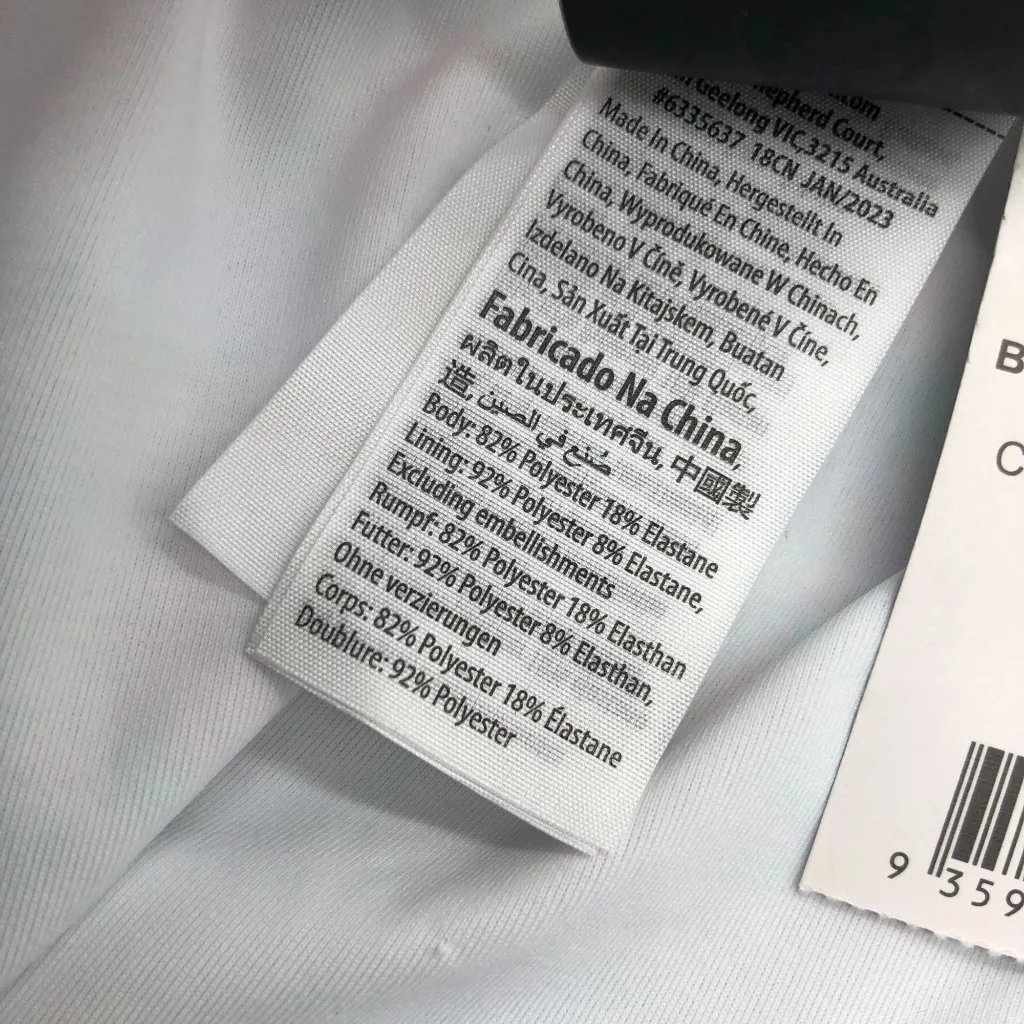 Court,
Geelong VIC,3215 Australia
#6335637 18CN JAN/2023
Made In China, Hergestellt In
China, Fabriqué En Chine, Hecho En
China, Wyprodukowane W Chinach,
Vyrobeno V Číně, Vyrobené V Číne,
Izdelano Na Kitajskem, Buatan
Cina, Sản Xuất Tại Trung Quốc,
Fabricado Na China,
ผลิตในประเทศจีน, 中國製
造, صُنع في الصين
Body: 82% Polyester 18% Elastane
Lining: 92% Polyester 8% Elastane,
Excluding embellishments
Rumpf: 82% Polyester 18% Elasthan
Futter: 92% Polyester 8% Elasthan,
Ohne verzierungen
Corps: 82% Polyester 18% Élastane
Doublure: 92% Polyester
B
C
9 359